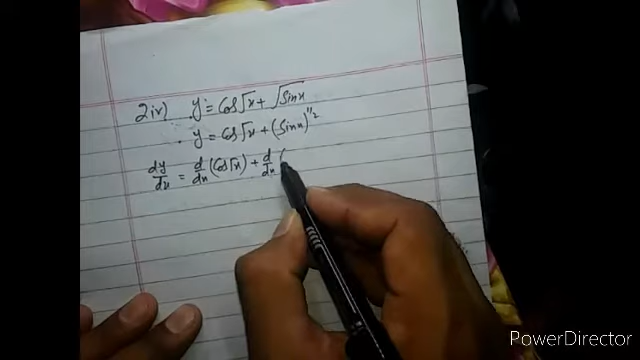 2iv) y = Cos√x + √Sinx
y = Cos√x + (Sinx)^1/2
dy/dx = d/dx (Cos√x) + d/dx (
PowerDirector